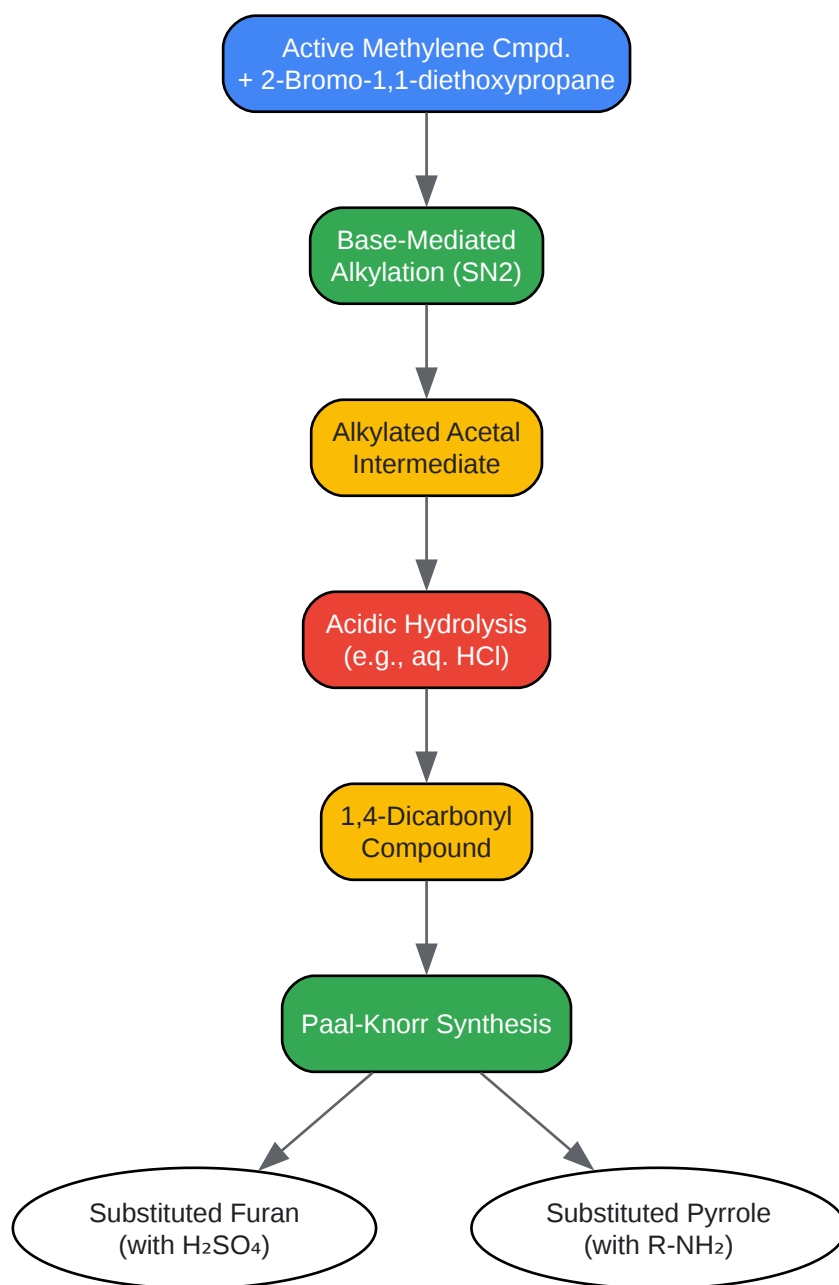 Active Methylene Cmpd.
+ 2-Bromo-1,1-diethoxypropane
Base-Mediated
Alkylation (SN2)
Alkylated Acetal
Intermediate
Acidic Hydrolysis
(e.g., aq. HCl)
1,4-Dicarbonyl
Compound
Paal-Knorr Synthesis
Substituted Furan
(with H₂SO₄)
Substituted Pyrrole
(with R-NH₂)